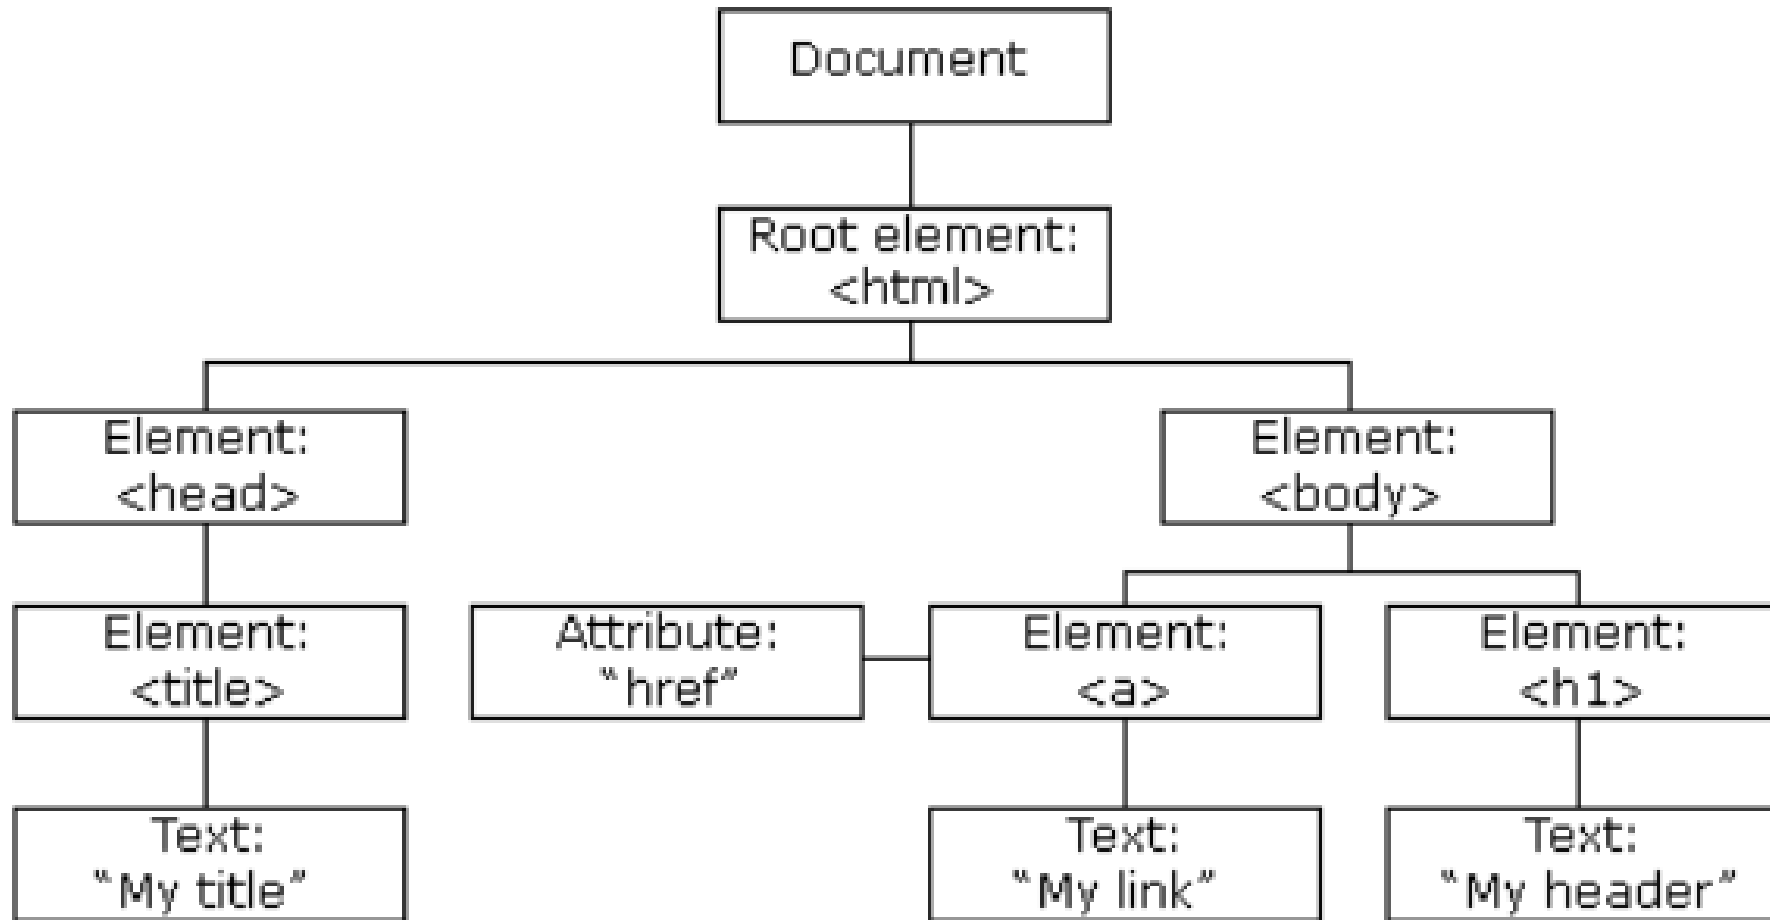 Document
Root element:
<html>
Element:
<head>
Element:
<body>
Element:
<title>
Attribute:
“href”
Element:
<a>
Element:
<h1>
Text:
“My title”
Text:
“My link”
Text:
“My header”